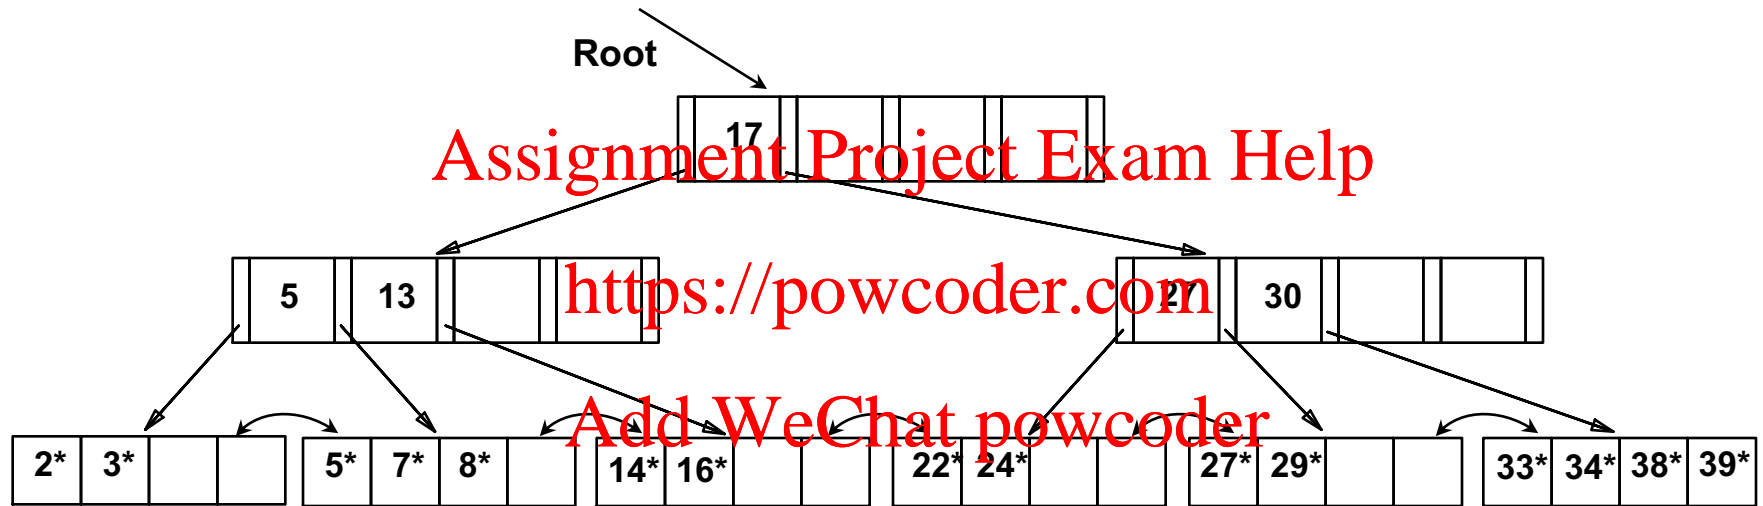 Root
17
Assignment Project Exam Help
5 13 27 30
https://powcoder.com
Add WeChat powcoder
2* 3* 5* 7* 8* 14* 16* 22* 24* 27* 29* 33* 34* 38* 39*